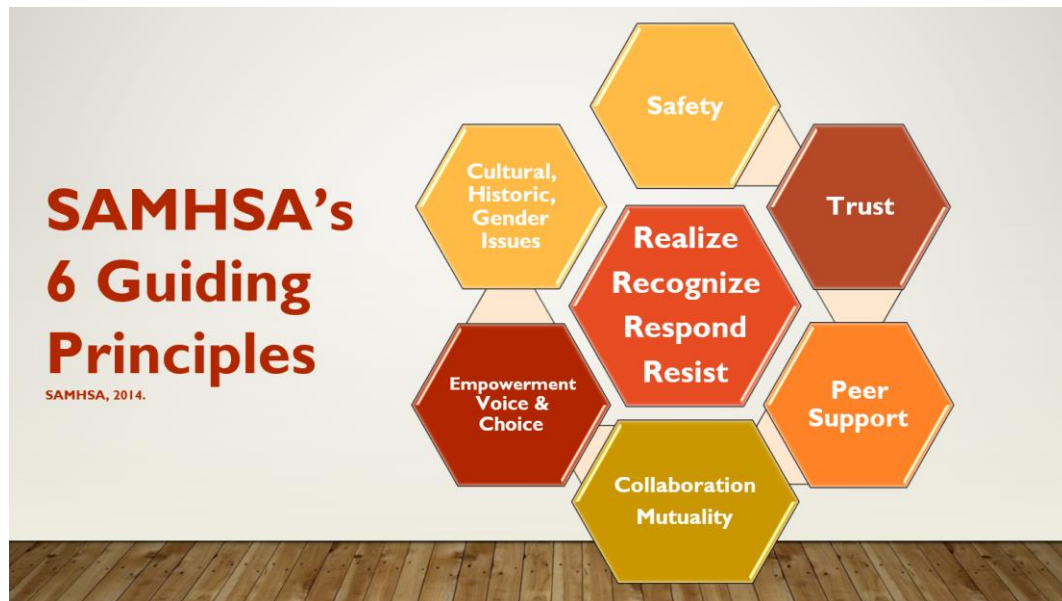 SAMHSA's
6 Guiding
Principles
SAMHSA, 2014.
Safety
Trust
Peer
Support
Collaboration
Mutuality
Empowerment
Voice &
Choice
Cultural,
Historic,
Gender
Issues
Realize
Recognize
Respond
Resist